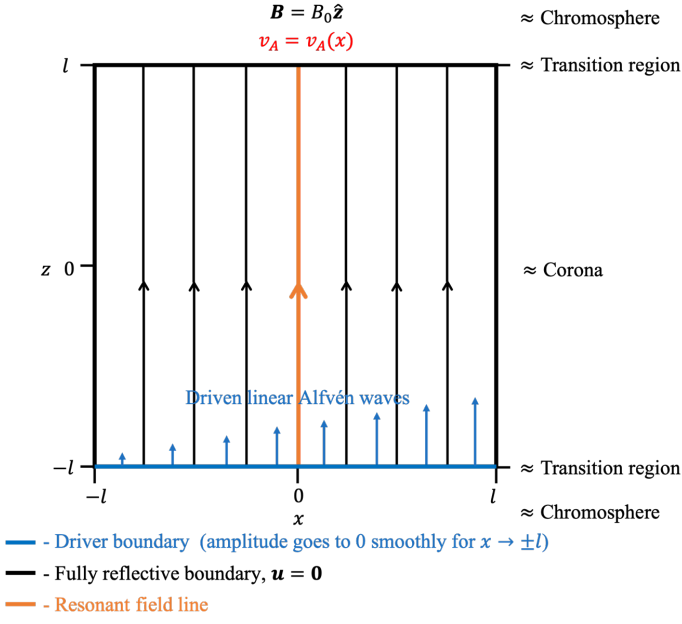 B = B₀ẑ
≈ Chromosphere
v_A = v_A(x)
l
≈ Transition region
z 0
≈ Corona
Driven linear Alfvén waves
−l
≈ Transition region
−l 0 l
x
≈ Chromosphere
- Driver boundary (amplitude goes to 0 smoothly for x → ±l)
- Fully reflective boundary, u = 0
- Resonant field line